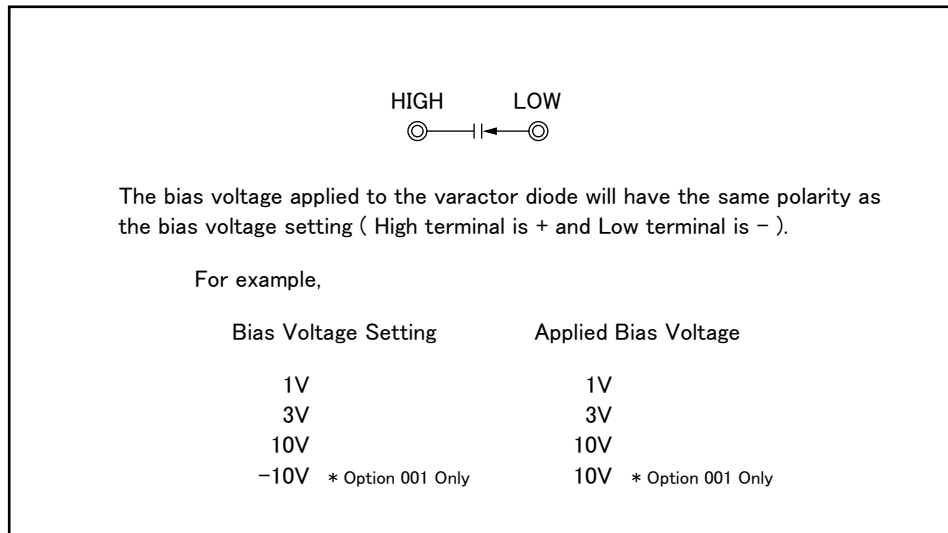 HIGH LOW
The bias voltage applied to the varactor diode will have the same polarity as
the bias voltage setting ( High terminal is + and Low terminal is − ).
For example,
Bias Voltage Setting Applied Bias Voltage
1V 1V
3V 3V
10V 10V
−10V * Option 001 Only 10V * Option 001 Only